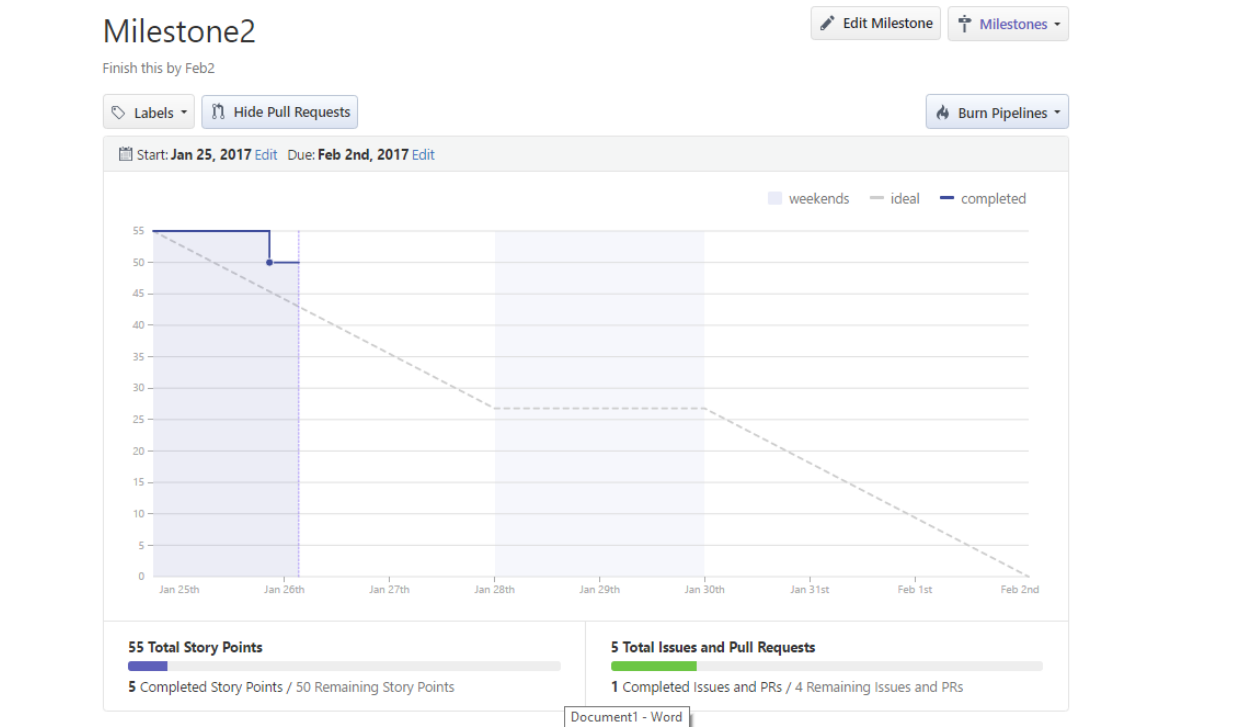 Milestone2
Edit Milestone
Milestones
Finish this by Feb2
Labels
Hide Pull Requests
Burn Pipelines
Start: Jan 25, 2017 Edit Due: Feb 2nd, 2017 Edit
weekends ideal completed
55
50
45
40
35
30
25
20
15
10
5
0
Jan 25th Jan 26th Jan 27th Jan 28th Jan 29th Jan 30th Jan 31st Feb 1st Feb 2nd
55 Total Story Points
5 Completed Story Points / 50 Remaining Story Points
5 Total Issues and Pull Requests
1 Completed Issues and PRs / 4 Remaining Issues and PRs
Document1 - Word